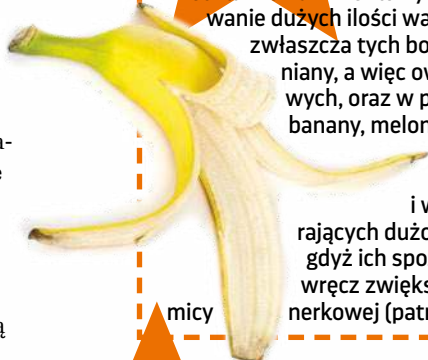 a-
e
ą
wanie dużych ilości wa
zwłaszcza tych bo
niany, a więc ow
wych, oraz w p
banany, melon
i w
rających dużo
gdyż ich spo
wręcz zwięks
micy nerkowej (patr